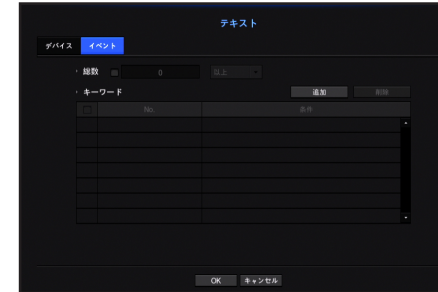 テキスト
デバイス イベント
・ 総数 0 以上
・ キーワード 追加 削除
No. 条件
OK キャンセル